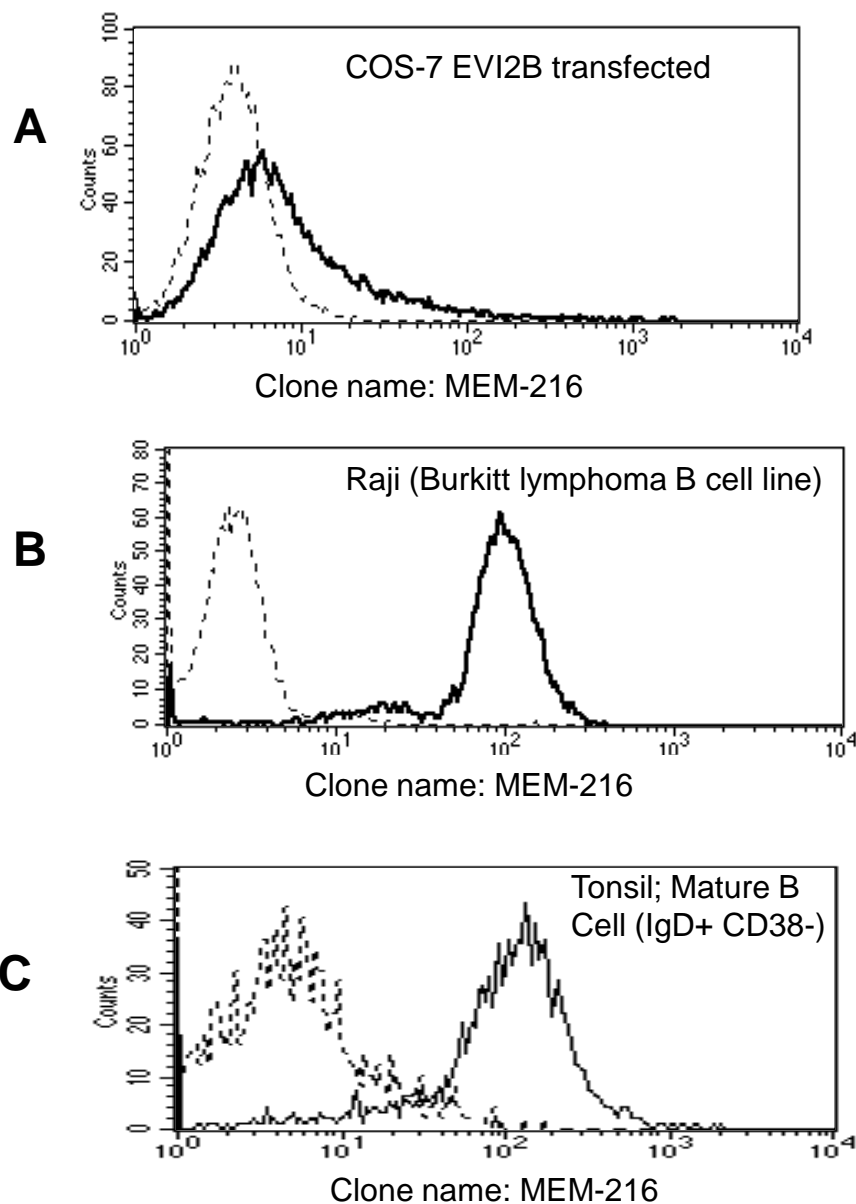 A
COS-7 EVI2B transfected
Counts
100
80
60
40
20
0
10^0 10^1 10^2 10^3 10^4
Clone name: MEM-216
B
Raji (Burkitt lymphoma B cell line)
Counts
80
70
60
50
40
30
20
10
0
10^0 10^1 10^2 10^3 10^4
Clone name: MEM-216
C
Tonsil; Mature B
Cell (IgD+ CD38-)
Counts
50
40
30
20
10
0
10^0 10^1 10^2 10^3 10^4
Clone name: MEM-216